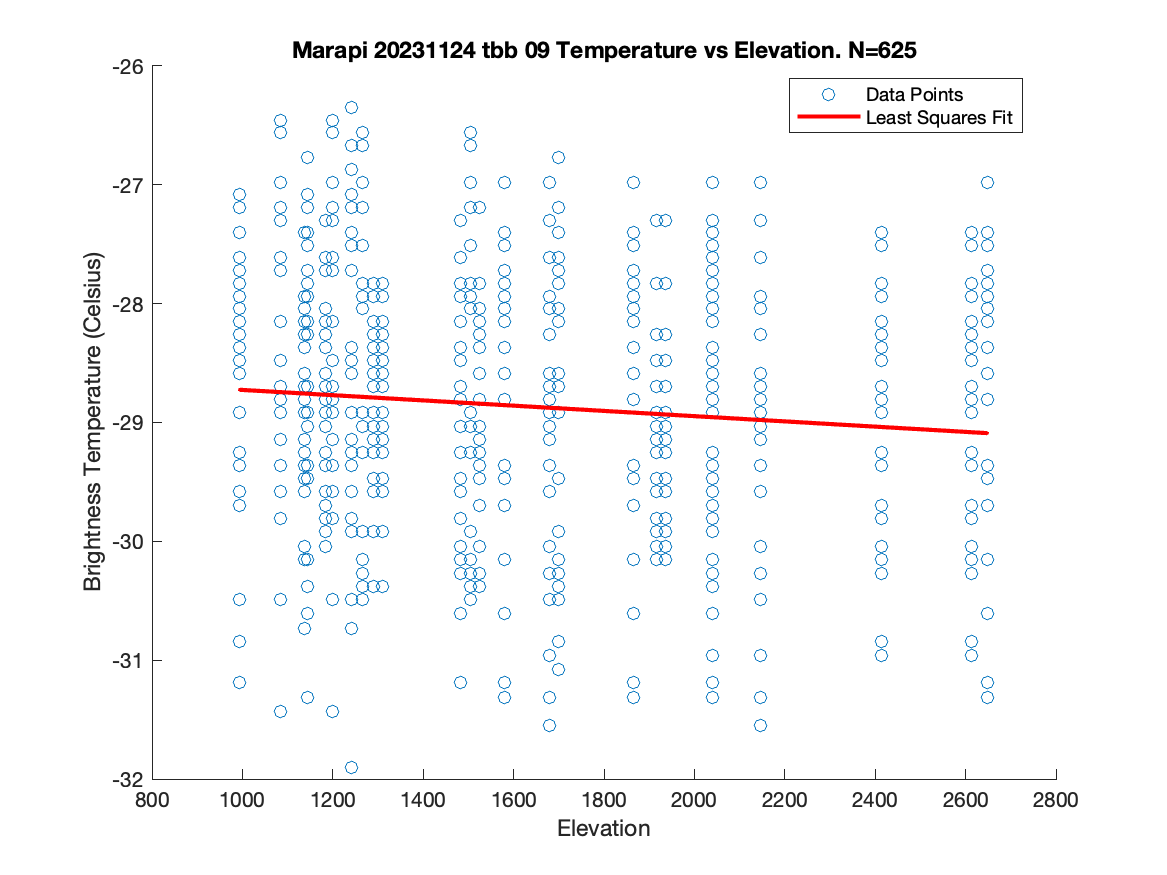 Marapi 20231124 tbb 09 Temperature vs Elevation. N=625
Data Points
Least Squares Fit
Brightness Temperature (Celsius)
-26
-27
-28
-29
-30
-31
-32
800 1000 1200 1400 1600 1800 2000 2200 2400 2600 2800
Elevation